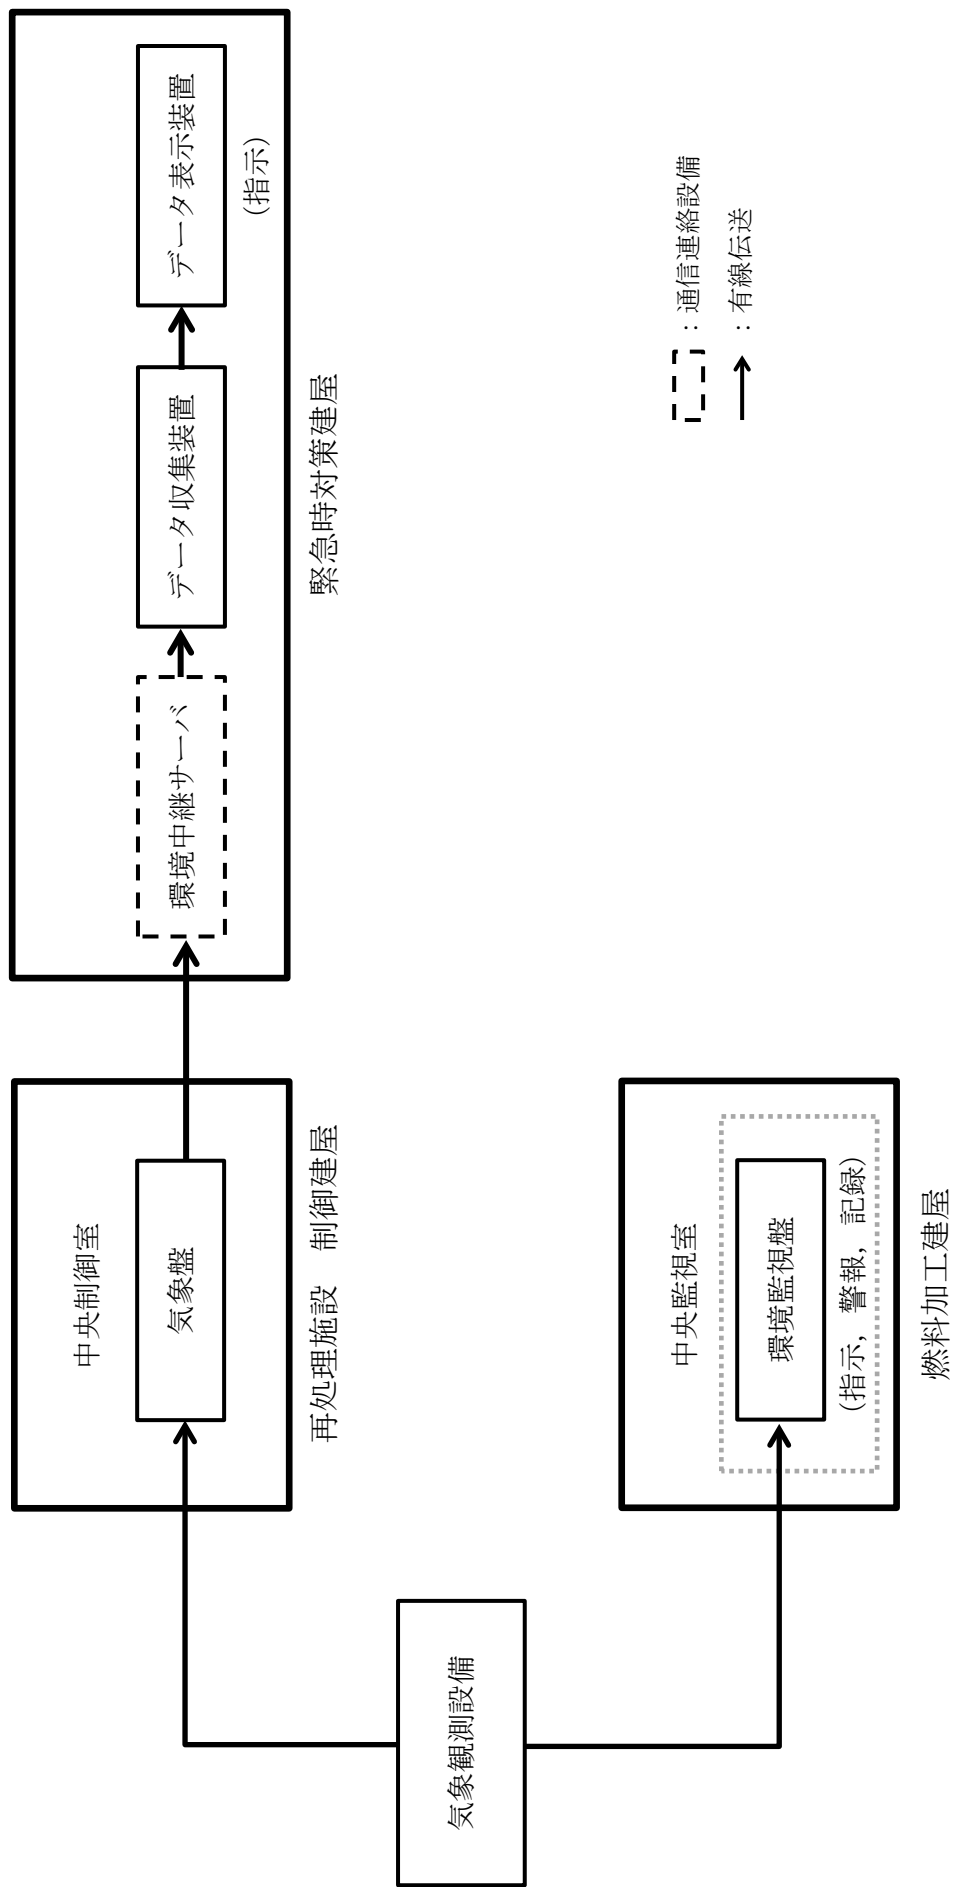 気象観測設備
中央制御室
気象盤
再処理施設　制御建屋
環境中継サーバ
データ収集装置
データ表示装置
(指示)
緊急時対策建屋
中央監視室
環境監視盤
(指示，警報，記録)
燃料加工建屋
：通信連絡設備
：有線伝送